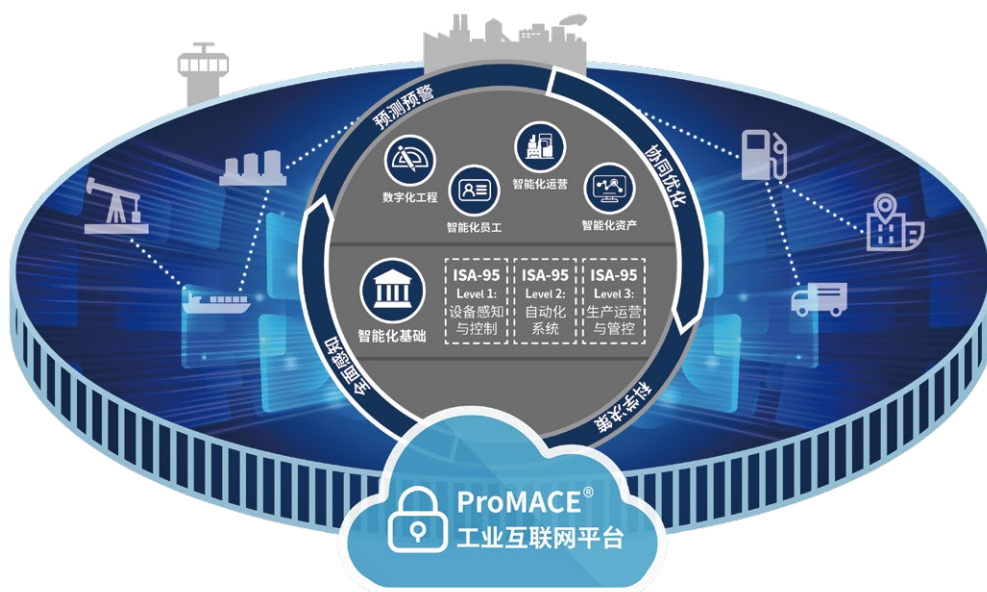 预测预警
协同优化
数字化工程
智能化员工
智能化运营
智能化资产
智能化基础
ISA-95
Level 1:
设备感知
与控制
ISA-95
Level 2:
自动化
系统
ISA-95
Level 3:
生产运营
与管控
全面感知
科学决策
ProMACE®
工业互联网平台